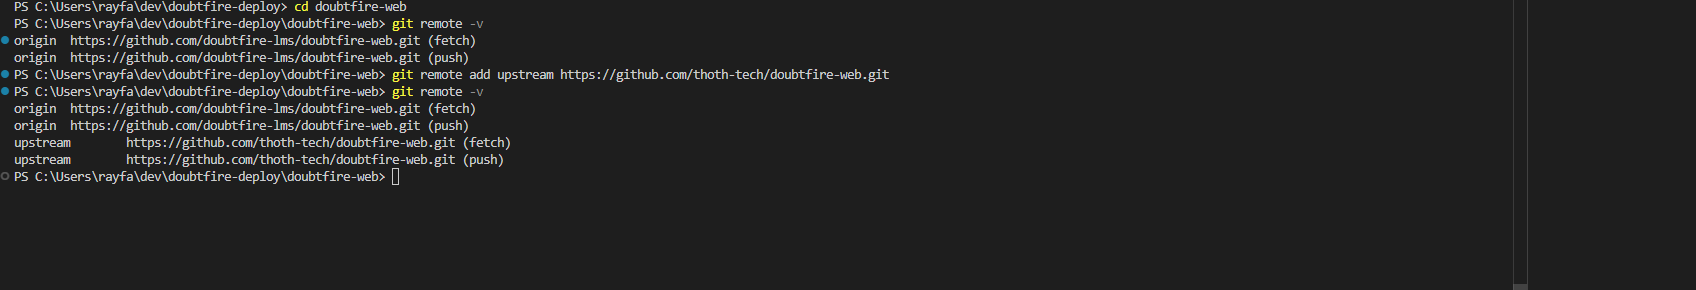 PS C:\Users\rayfa\dev\doubtfire-deploy> cd doubtfire-web
PS C:\Users\rayfa\dev\doubtfire-deploy\doubtfire-web> git remote -v
origin  https://github.com/doubtfire-lms/doubtfire-web.git (fetch)
origin  https://github.com/doubtfire-lms/doubtfire-web.git (push)
PS C:\Users\rayfa\dev\doubtfire-deploy\doubtfire-web> git remote add upstream https://github.com/thoth-tech/doubtfire-web.git
PS C:\Users\rayfa\dev\doubtfire-deploy\doubtfire-web> git remote -v
origin  https://github.com/doubtfire-lms/doubtfire-web.git (fetch)
origin  https://github.com/doubtfire-lms/doubtfire-web.git (push)
upstream        https://github.com/thoth-tech/doubtfire-web.git (fetch)
upstream        https://github.com/thoth-tech/doubtfire-web.git (push)
PS C:\Users\rayfa\dev\doubtfire-deploy\doubtfire-web>